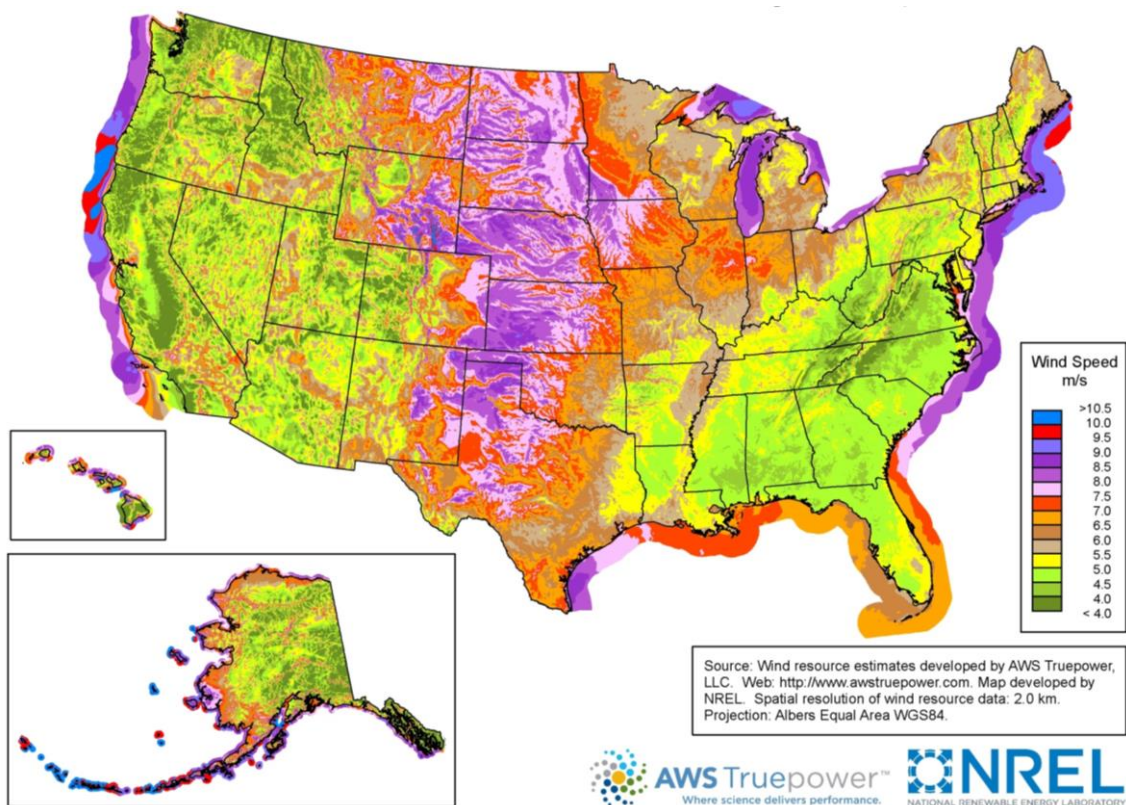 Wind Speed
m/s
>10.5
10.0
9.5
9.0
8.5
8.0
7.5
7.0
6.5
6.0
5.5
5.0
4.5
4.0
< 4.0
Source: Wind resource estimates developed by AWS Truepower,
LLC. Web: http://www.awstruepower.com. Map developed by
NREL. Spatial resolution of wind resource data: 2.0 km.
Projection: Albers Equal Area WGS84.
AWS Truepower™
Where science delivers performance.
NREL
NATIONAL RENEWABLE ENERGY LABORATORY